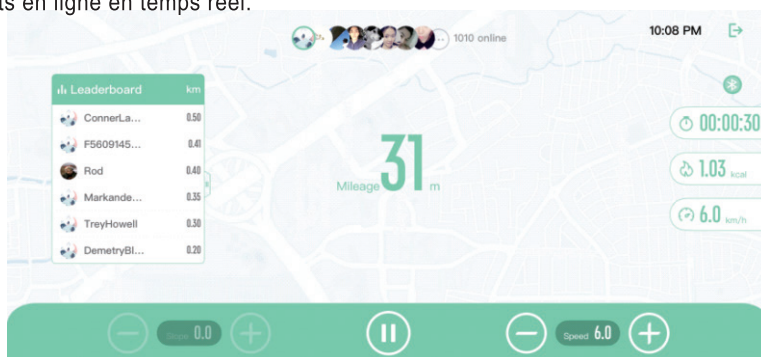 ts en ligne en temps réel.
1010 online
10:08 PM
Leaderboard km
ConnerLa... 0.50
F5609145... 0.41
Rod 0.40
Markande... 0.35
TreyHowell 0.30
DemetryBl... 0.20
Mileage 31 m
00:00:30
1.03 kcal
6.0 km/h
Slope 0.0
Speed 6.0